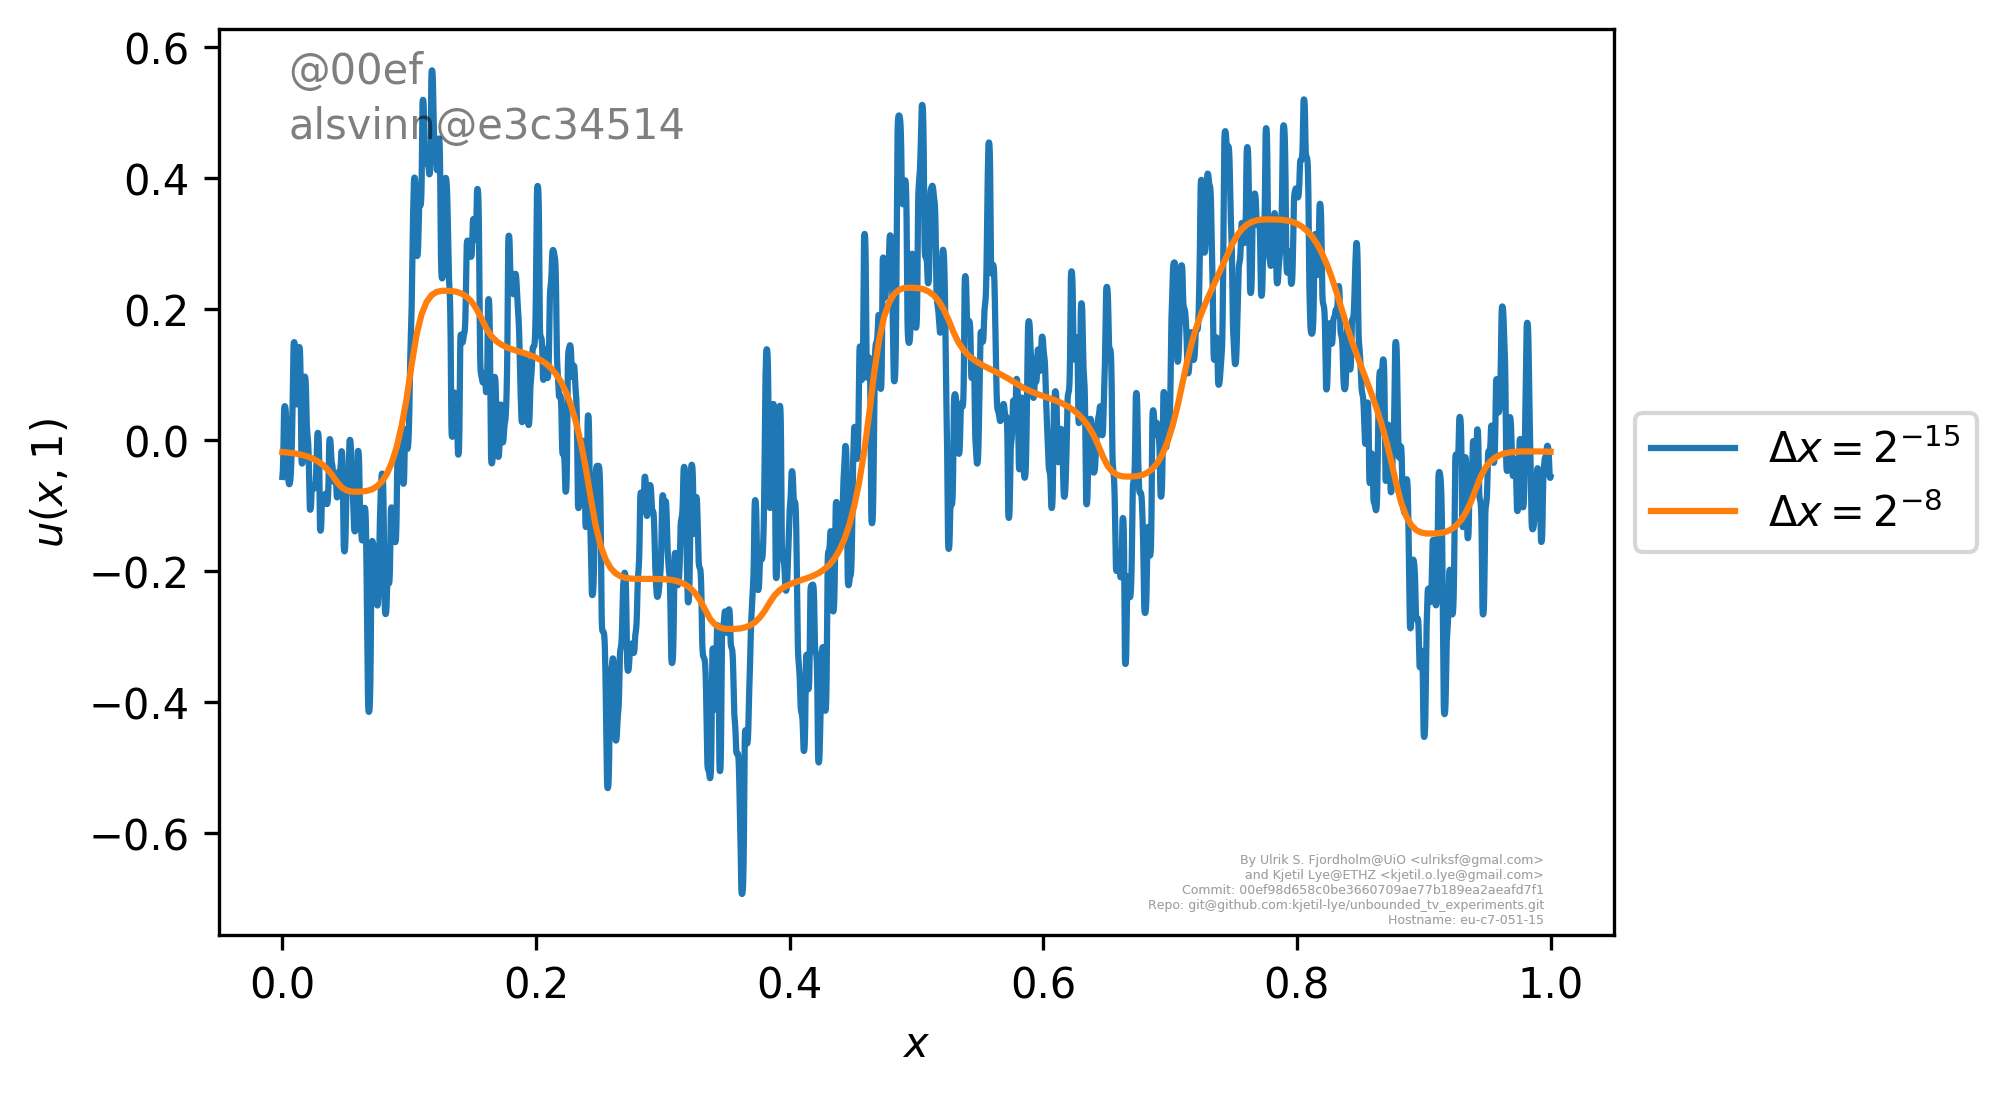 0.6
0.4
0.2
0.0
−0.2
−0.4
−0.6
u(x, 1)
@00ef
alsvinn@e3c34514
Δx = 2⁻¹⁵
Δx = 2⁻⁸
By Ulrik S. Fjordholm@UiO <ulriksf@gmal.com>
and Kjetil Lye@ETHZ <kjetil.o.lye@gmail.com>
Commit: 00ef98d658c0be3660709ae77b189ea2aeafd7f1
Repo: git@github.com:kjetil-lye/unbounded_tv_experiments.git
Hostname: eu-c7-051-15
0.0 0.2 0.4 0.6 0.8 1.0
x